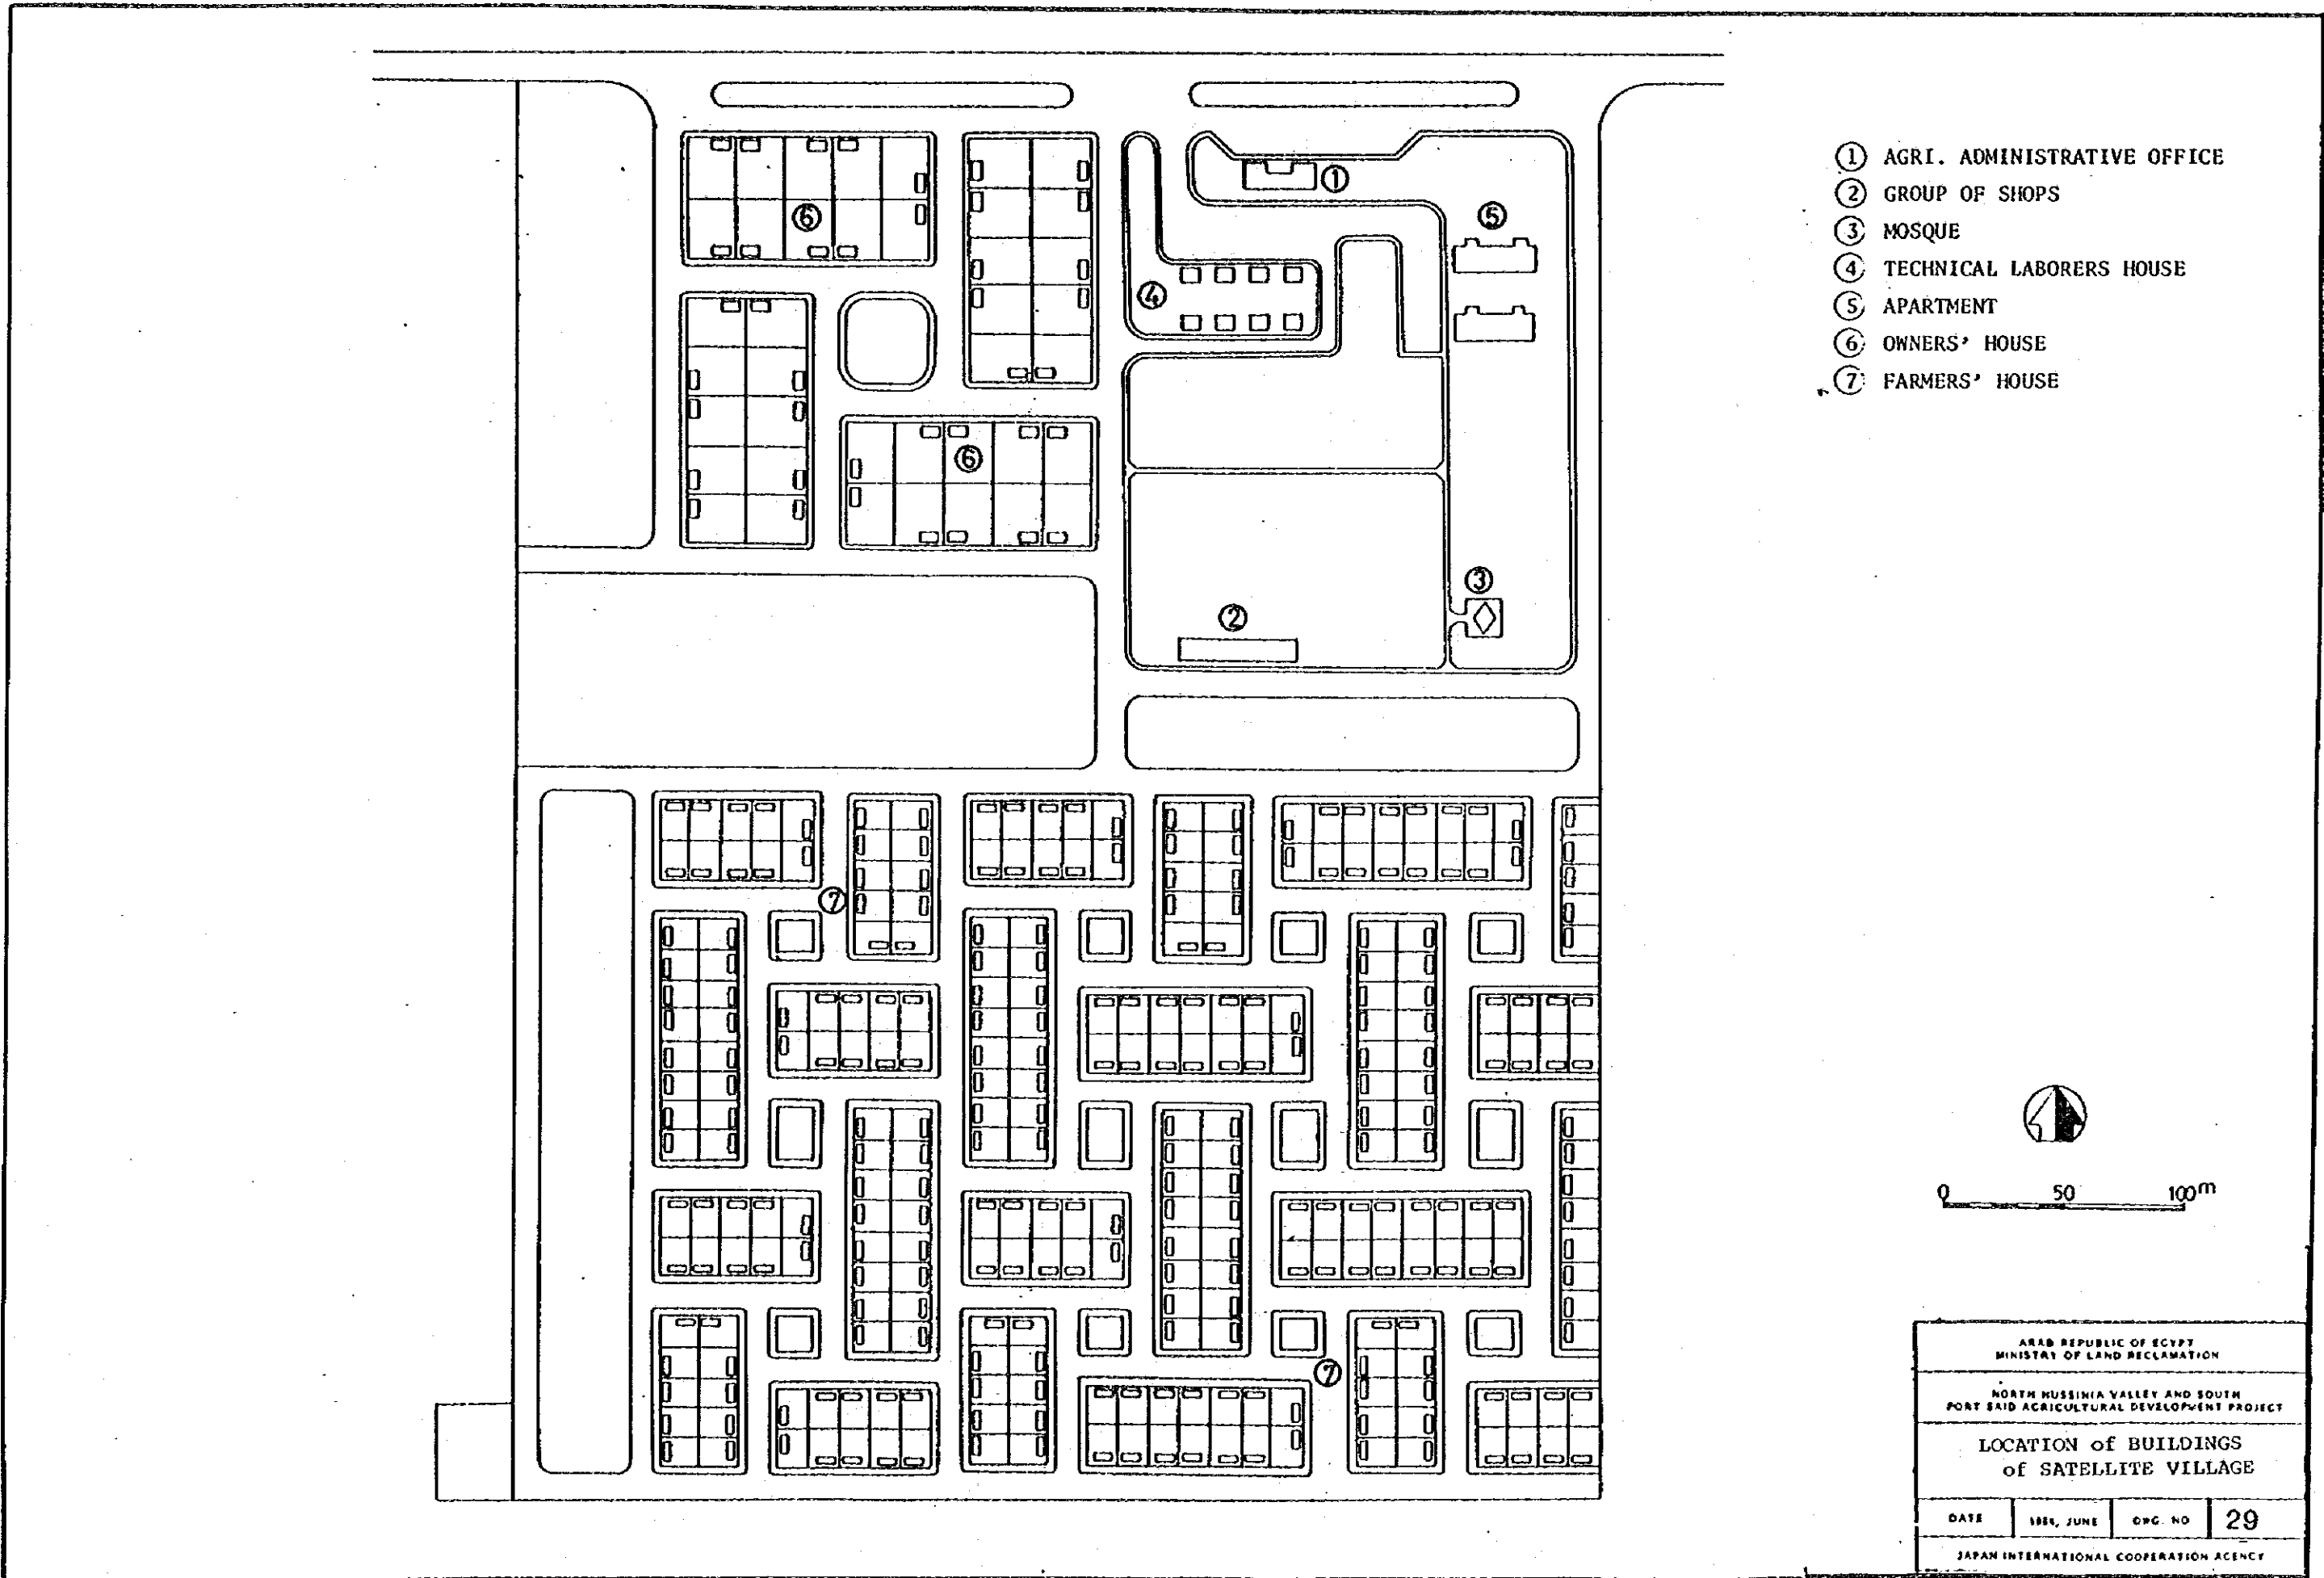 ① AGRI. ADMINISTRATIVE OFFICE
② GROUP OF SHOPS
③ MOSQUE
④ TECHNICAL LABORERS HOUSE
⑤ APARTMENT
⑥ OWNERS' HOUSE
⑦ FARMERS' HOUSE
①
⑥
⑤
④
⑥
③
②
⑦
⑦
0 50 100m
ARAB REPUBLIC OF EGYPT
MINISTRY OF LAND RECLAMATION
NORTH HUSSINIA VALLEY AND SOUTH
PORT SAID AGRICULTURAL DEVELOPMENT PROJECT
LOCATION of BUILDINGS
of SATELLITE VILLAGE
DATE JUNE DWG. NO 29
JAPAN INTERNATIONAL COOPERATION AGENCY